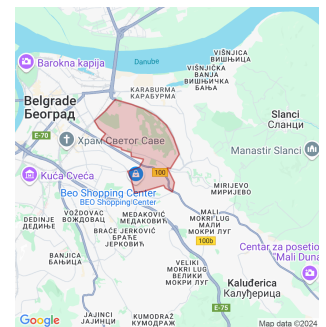 VIŠNJICA
ВИШЊИЦА
Barokna kapija
Danube
VIŠNJIČKA
BANJA
ВИШЊИЧКА
БАЊА
KARABURMA
КАРАБУРМА
Belgrade
Београд
Slanci
Сланци
E-70
Храм Светог Саве
Manastir Slanci
Kuća Cveća
100
Beo Shopping Center
BEO Shopping Center
MIRIJEVO
МИРИЈЕВО
DEDINJE
ДЕДИЊЕ
VOŽDOVAC
ВОЖДОВАЦ
MEDAKOVIĆ
МЕДАКОВИЋ
MALI
MOKRI LUG
МАЛИ
МОКРИ ЛУГ
BRAĆE JERKOVIĆ
БРАЋЕ
ЈЕРКОВИЋ
100b
Centar za posetio
Mali Duna
BANJICA
БАЊИЦА
VELIKI
MOKRI LUG
ВЕЛИКИ
МОКРИ ЛУГ
Kaluđerica
Калуђерица
E-75
JAJINCI
ЈАЈИНЦИ
KUMODRAŽ
КУМОДРАЖ
Google
Map data ©2024